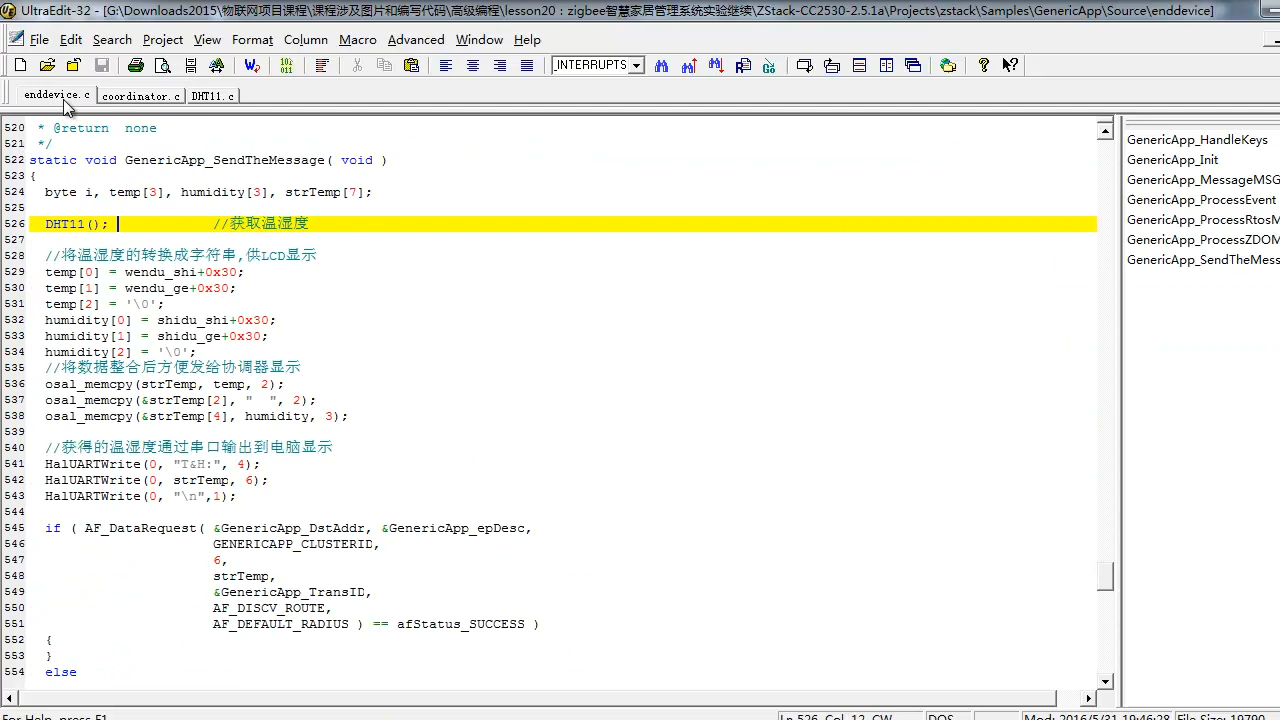 UltraEdit-32 - [G:\Downloads2015\物联网项目课程\课程涉及图片和编写代码\高级编程\lesson20：zigbee智慧家居管理系统实验继续\ZStack-CC2530-2.5.1a\Projects\zstack\Samples\GenericApp\Source\enddevice.c]
File Edit Search Project View Format Column Macro Advanced Window Help
_INTERRUPTS
enddevice.c coordinator.c DHT11.c
520 * @return none
521 */
522 static void GenericApp_SendTheMessage( void )
523 {
524 byte i, temp[3], humidity[3], strTemp[7];
525
526 DHT11(); //获取温湿度
527
528 //将温湿度的转换成字符串,供LCD显示
529 temp[0] = wendu_shi+0x30;
530 temp[1] = wendu_ge+0x30;
531 temp[2] = '\0';
532 humidity[0] = shidu_shi+0x30;
533 humidity[1] = shidu_ge+0x30;
534 humidity[2] = '\0';
535 //将数据整合后方便发给协调器显示
536 osal_memcpy(strTemp, temp, 2);
537 osal_memcpy(&strTemp[2], "  ", 2);
538 osal_memcpy(&strTemp[4], humidity, 3);
539
540 //获得的温湿度通过串口输出到电脑显示
541 HalUARTWrite(0, "T&H:", 4);
542 HalUARTWrite(0, strTemp, 6);
543 HalUARTWrite(0, "\n",1);
544
545 if ( AF_DataRequest( &GenericApp_DstAddr, &GenericApp_epDesc,
546 GENERICAPP_CLUSTERID,
547 6,
548 strTemp,
549 &GenericApp_TransID,
550 AF_DISCV_ROUTE,
551 AF_DEFAULT_RADIUS ) == afStatus_SUCCESS )
552 {
553 }
554 else
GenericApp_HandleKeys
GenericApp_Init
GenericApp_MessageMSG
GenericApp_ProcessEvent
GenericApp_ProcessRtos
GenericApp_ProcessZDOM
GenericApp_SendTheMess
For Help, press F1 Ln 526, Col. 12, CW DOS Mod: 2016/5/31 19:46:28 File Size: 19790